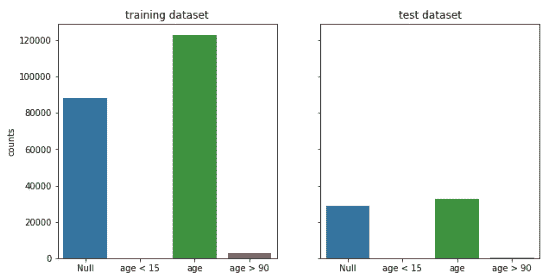 training dataset
test dataset
counts
120000
100000
80000
60000
40000
20000
0
Null age < 15 age age > 90
Null age < 15 age age > 90